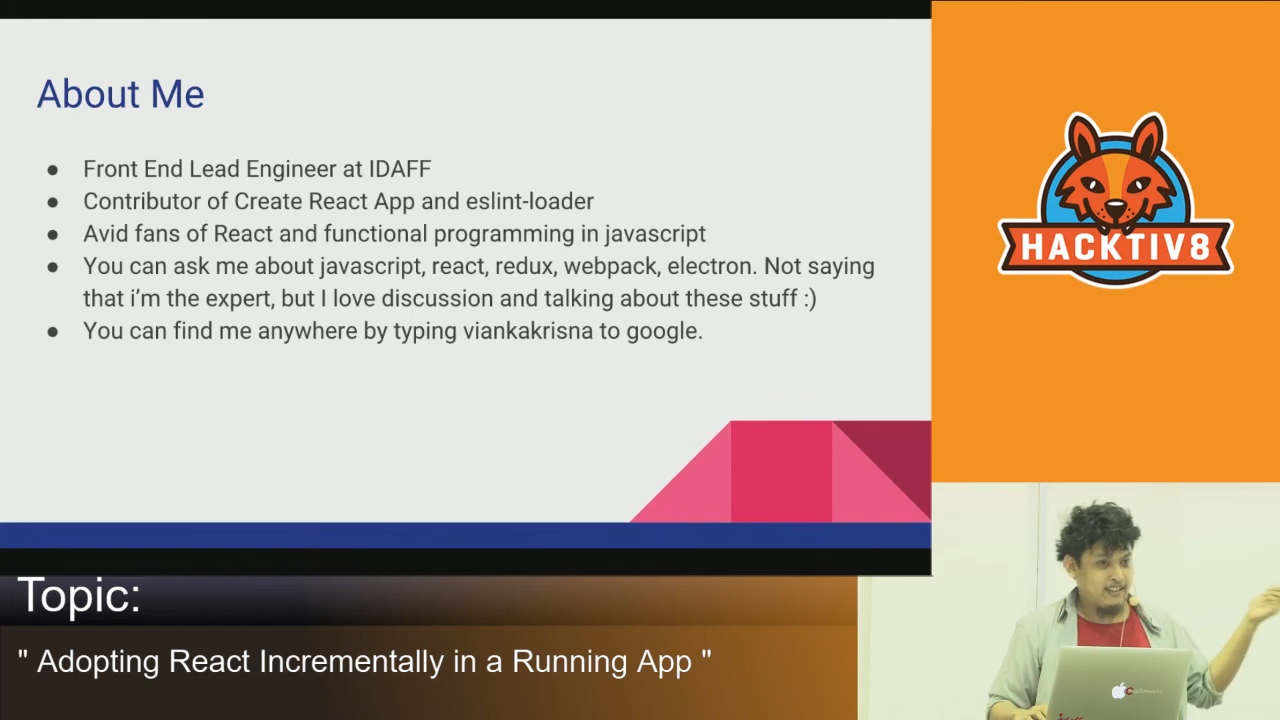 About Me
● Front End Lead Engineer at IDAFF
● Contributor of Create React App and eslint-loader
● Avid fans of React and functional programming in javascript
● You can ask me about javascript, react, redux, webpack, electron. Not saying
that i’m the expert, but I love discussion and talking about these stuff :)
● You can find me anywhere by typing viankakrisna to google.
HACKTIV8
Topic:
" Adopting React Incrementally in a Running App "